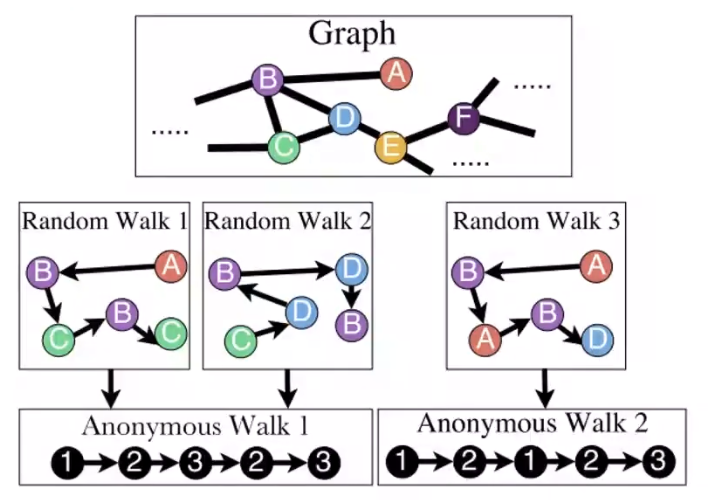 Graph
B A
.....
D F
..... C E
.....
Random Walk 1 Random Walk 2 Random Walk 3
B A B D B A
C B C C D B A B D
Anonymous Walk 1 Anonymous Walk 2
1 2 3 2 3 1 2 1 2 3